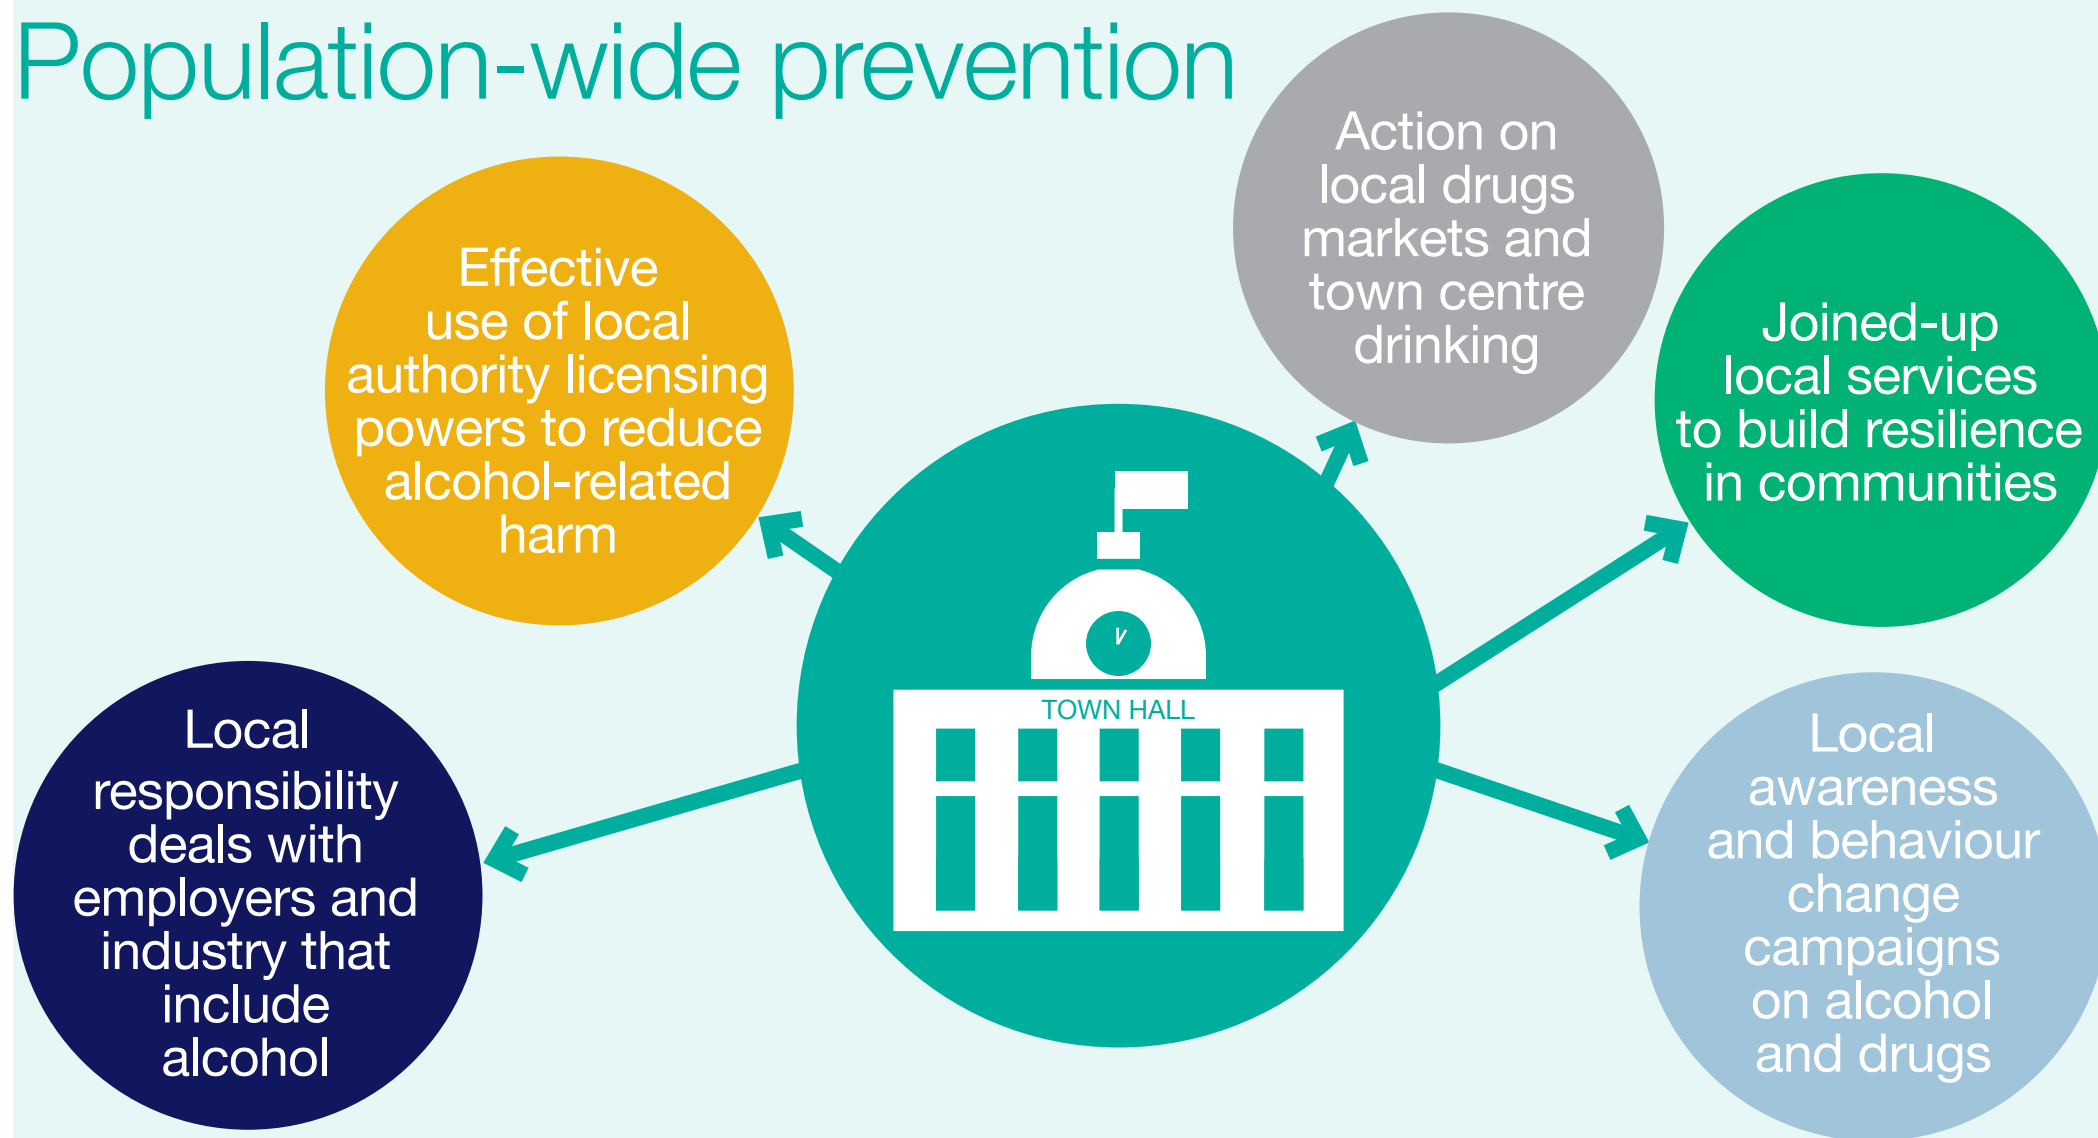 Population-wide prevention
Effective
use of local
authority licensing
powers to reduce
alcohol-related
harm
Action on
local drugs
markets and
town centre
drinking
Joined-up
local services
to build resilience
in communities
Local
responsibility
deals with
employers and
industry that
include
alcohol
TOWN HALL
Local
awareness
and behaviour
change
campaigns
on alcohol
and drugs